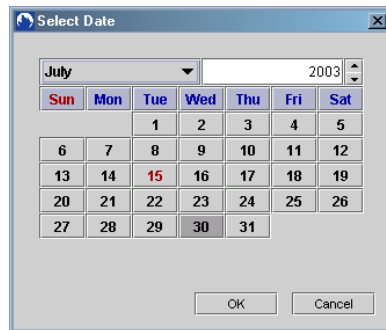 Select Date
July 2003
Sun Mon Tue Wed Thu Fri Sat
1 2 3 4 5
6 7 8 9 10 11 12
13 14 15 16 17 18 19
20 21 22 23 24 25 26
27 28 29 30 31
OK Cancel